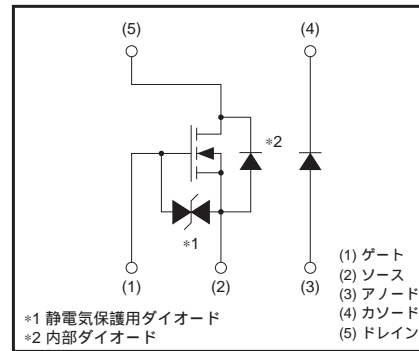 (5)
(4)
*2
*1
(1)
(2)
(3)
(1) ゲート
(2) ソース
(3) アノード
(4) カソード
(5) ドレイン
*1 静電気保護用ダイオード
*2 内部ダイオード